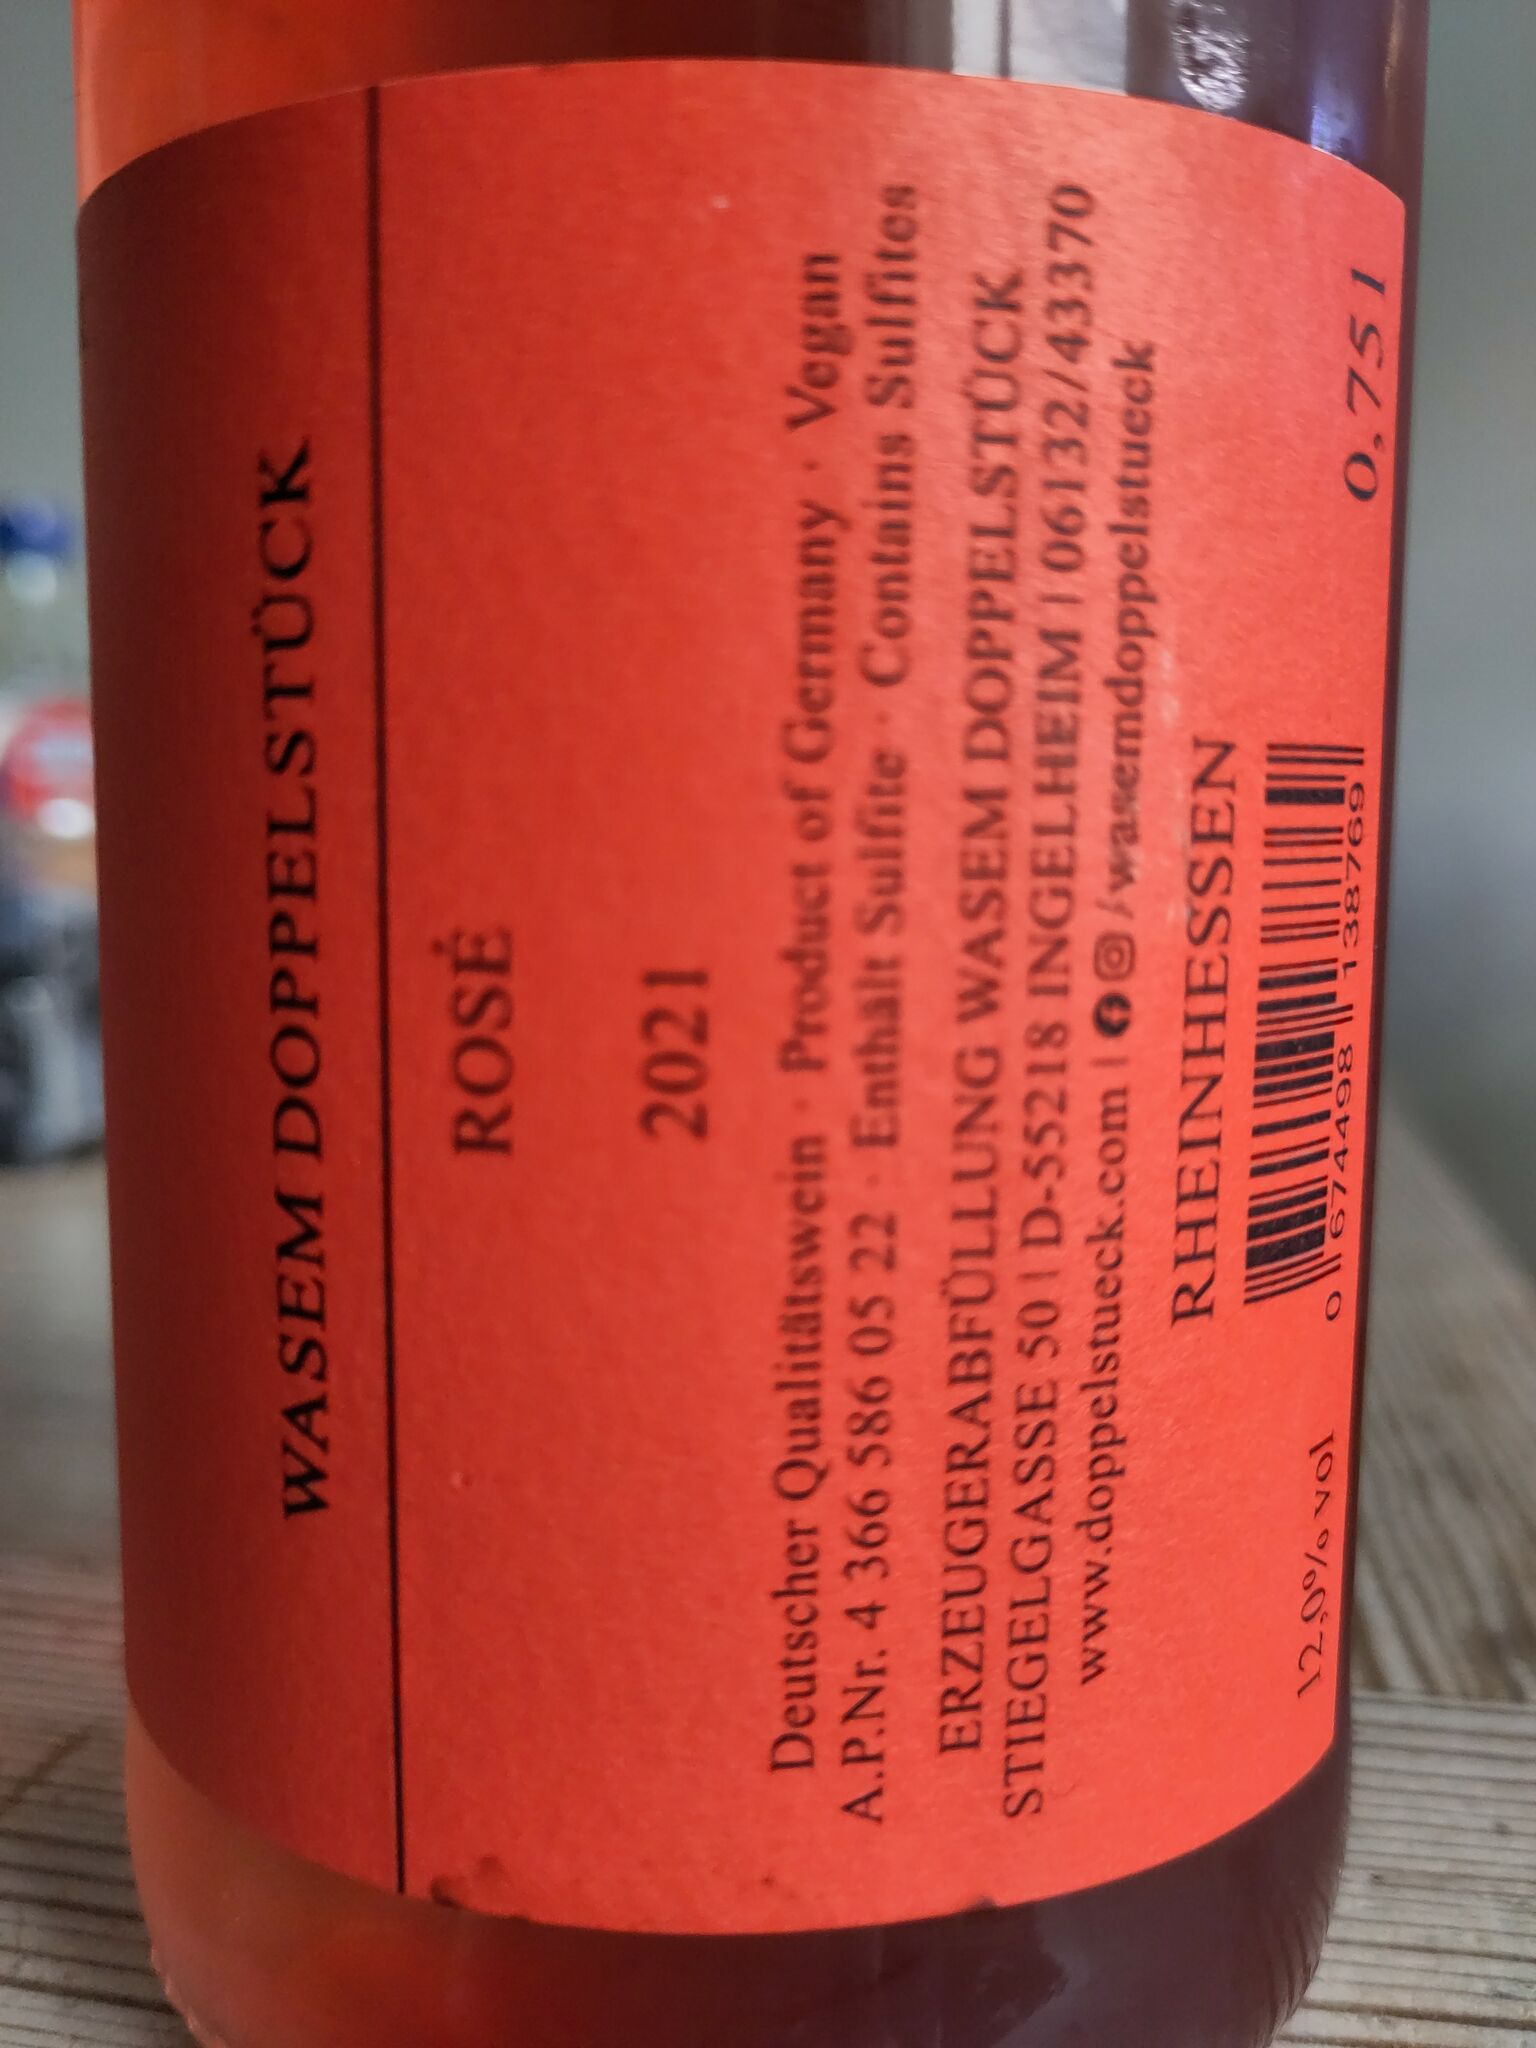 WASEM DOPPELSTÜCK
ROSÉ
2021
Deutscher Qualitätswein · Product of Germany · Vegan
A.P.Nr. 4 366 586 05 22 · Enthält Sulfite · Contains Sulfites
ERZEUGERABFÜLLUNG WASEM DOPPELSTÜCK
STIEGELGASSE 50 | D-55218 INGELHEIM | 06132/43370
www.doppelstueck.com | /wasemdoppelstueck
RHEINHESSEN
12,0% vol
0 674498 138769
0,75 l